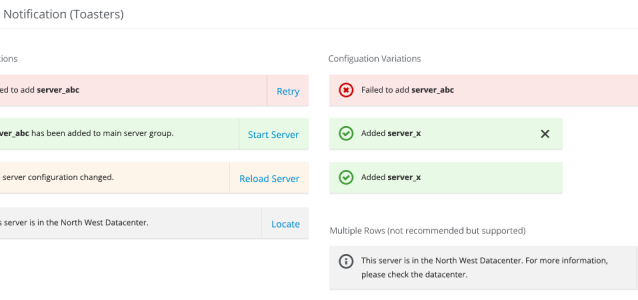 Notification (Toasters)
Configuation Variations
to add server_abc
Retry
has been added to main server group.
Start Server
server configuration changed.
Reload Server
server is in the North West Datacenter.
Locate
Failed to add server_abc
Added server_x
Added server_x
Multiple Rows (not recommended but supported)
This server is in the North West Datacenter. For more information,
please check the datacenter.